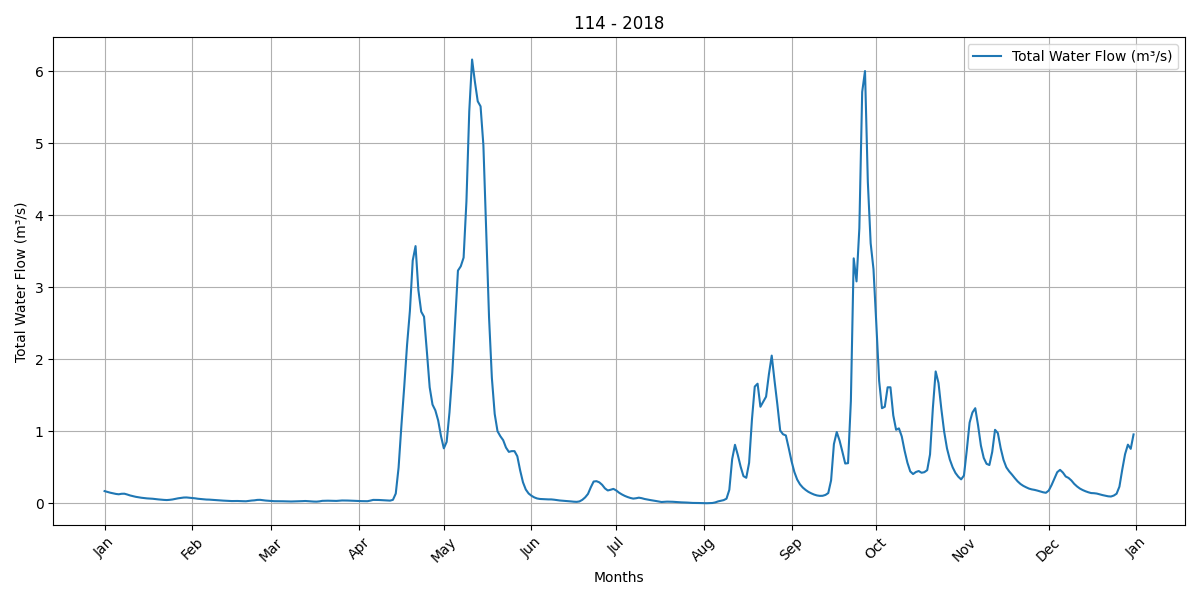 114 - 2018
Total Water Flow (m³/s)
Total Water Flow (m³/s)
6
5
4
3
2
1
0
Jan
Feb
Mar
Apr
May
Jun
Jul
Aug
Sep
Oct
Nov
Dec
Jan
Months